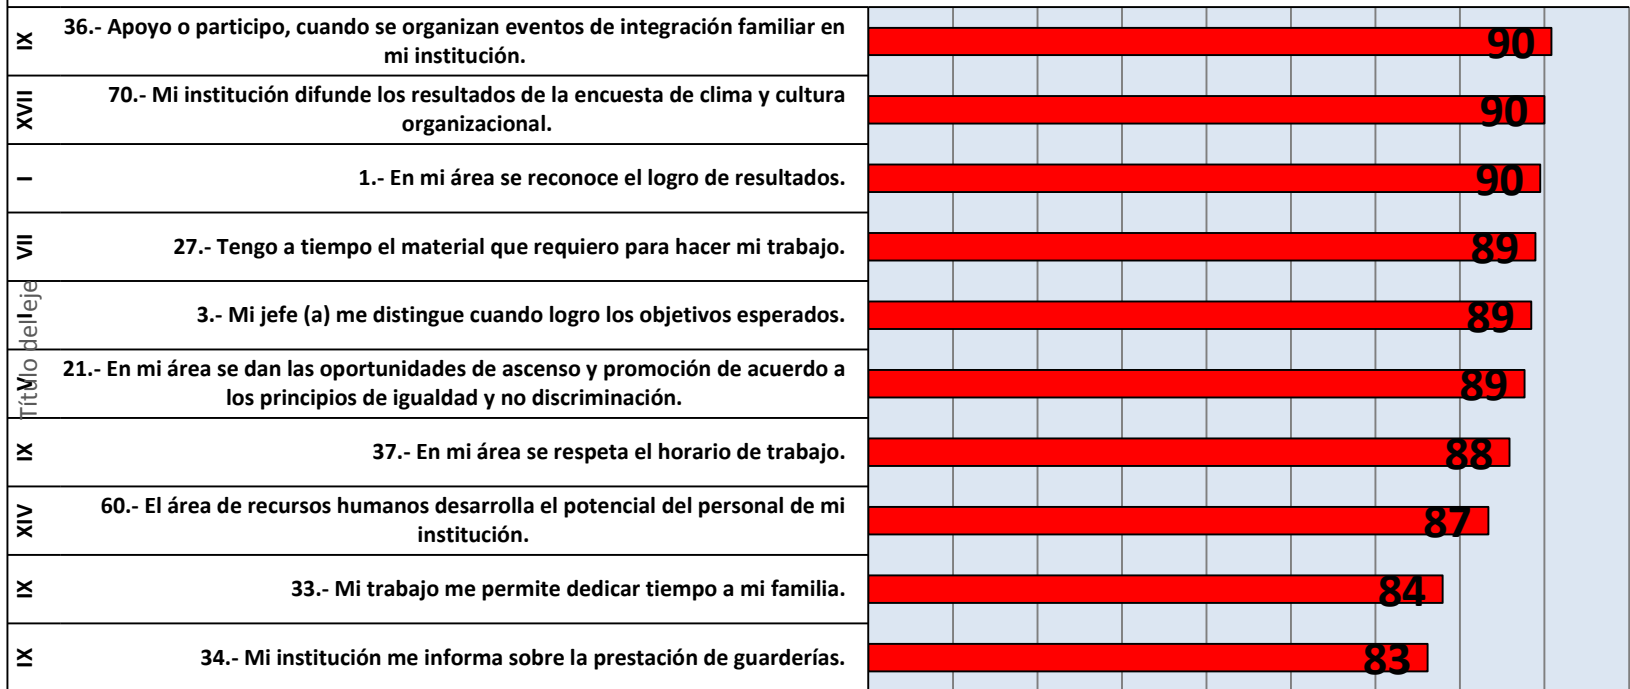 IX
36.- Apoyo o participo, cuando se organizan eventos de integración familiar en
mi institución.
90
XVII
70.- Mi institución difunde los resultados de la encuesta de clima y cultura
organizacional.
90
I
1.- En mi área se reconoce el logro de resultados.
90
VII
27.- Tengo a tiempo el material que requiero para hacer mi trabajo.
89
Título del eje
I
3.- Mi jefe (a) me distingue cuando logro los objetivos esperados.
89
V
21.- En mi área se dan las oportunidades de ascenso y promoción de acuerdo a
los principios de igualdad y no discriminación.
89
IX
37.- En mi área se respeta el horario de trabajo.
88
XIV
60.- El área de recursos humanos desarrolla el potencial del personal de mi
institución.
87
IX
33.- Mi trabajo me permite dedicar tiempo a mi familia.
84
IX
34.- Mi institución me informa sobre la prestación de guarderías.
83